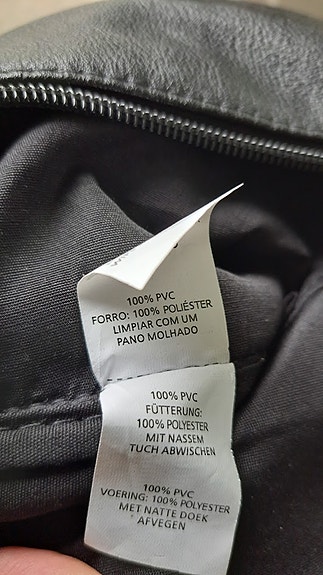 100% PVC
FORRO: 100% POLIÉSTER
LIMPIAR COM UM
PANO MOLHADO
100% PVC
FÜTTERUNG:
100% POLYESTER
MIT NASSEM
TUCH ABWISCHEN
100% PVC
VOERING: 100% POLYESTER
MET NATTE DOEK
AFVEGEN